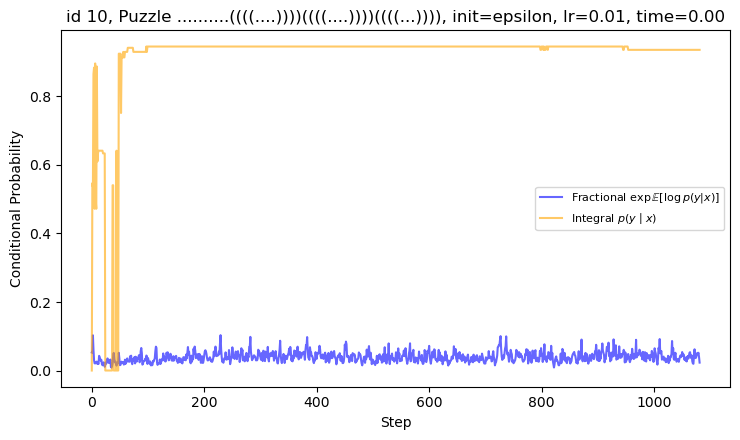 id 10, Puzzle ..........((((....))))((((....))))((((...)))), init=epsilon, lr=0.01, time=0.00
Conditional Probability
0.8
0.6
0.4
0.2
0.0
Fractional exp𝔼[log p(y|x)]
Integral p(y | x)
0 200 400 600 800 1000
Step